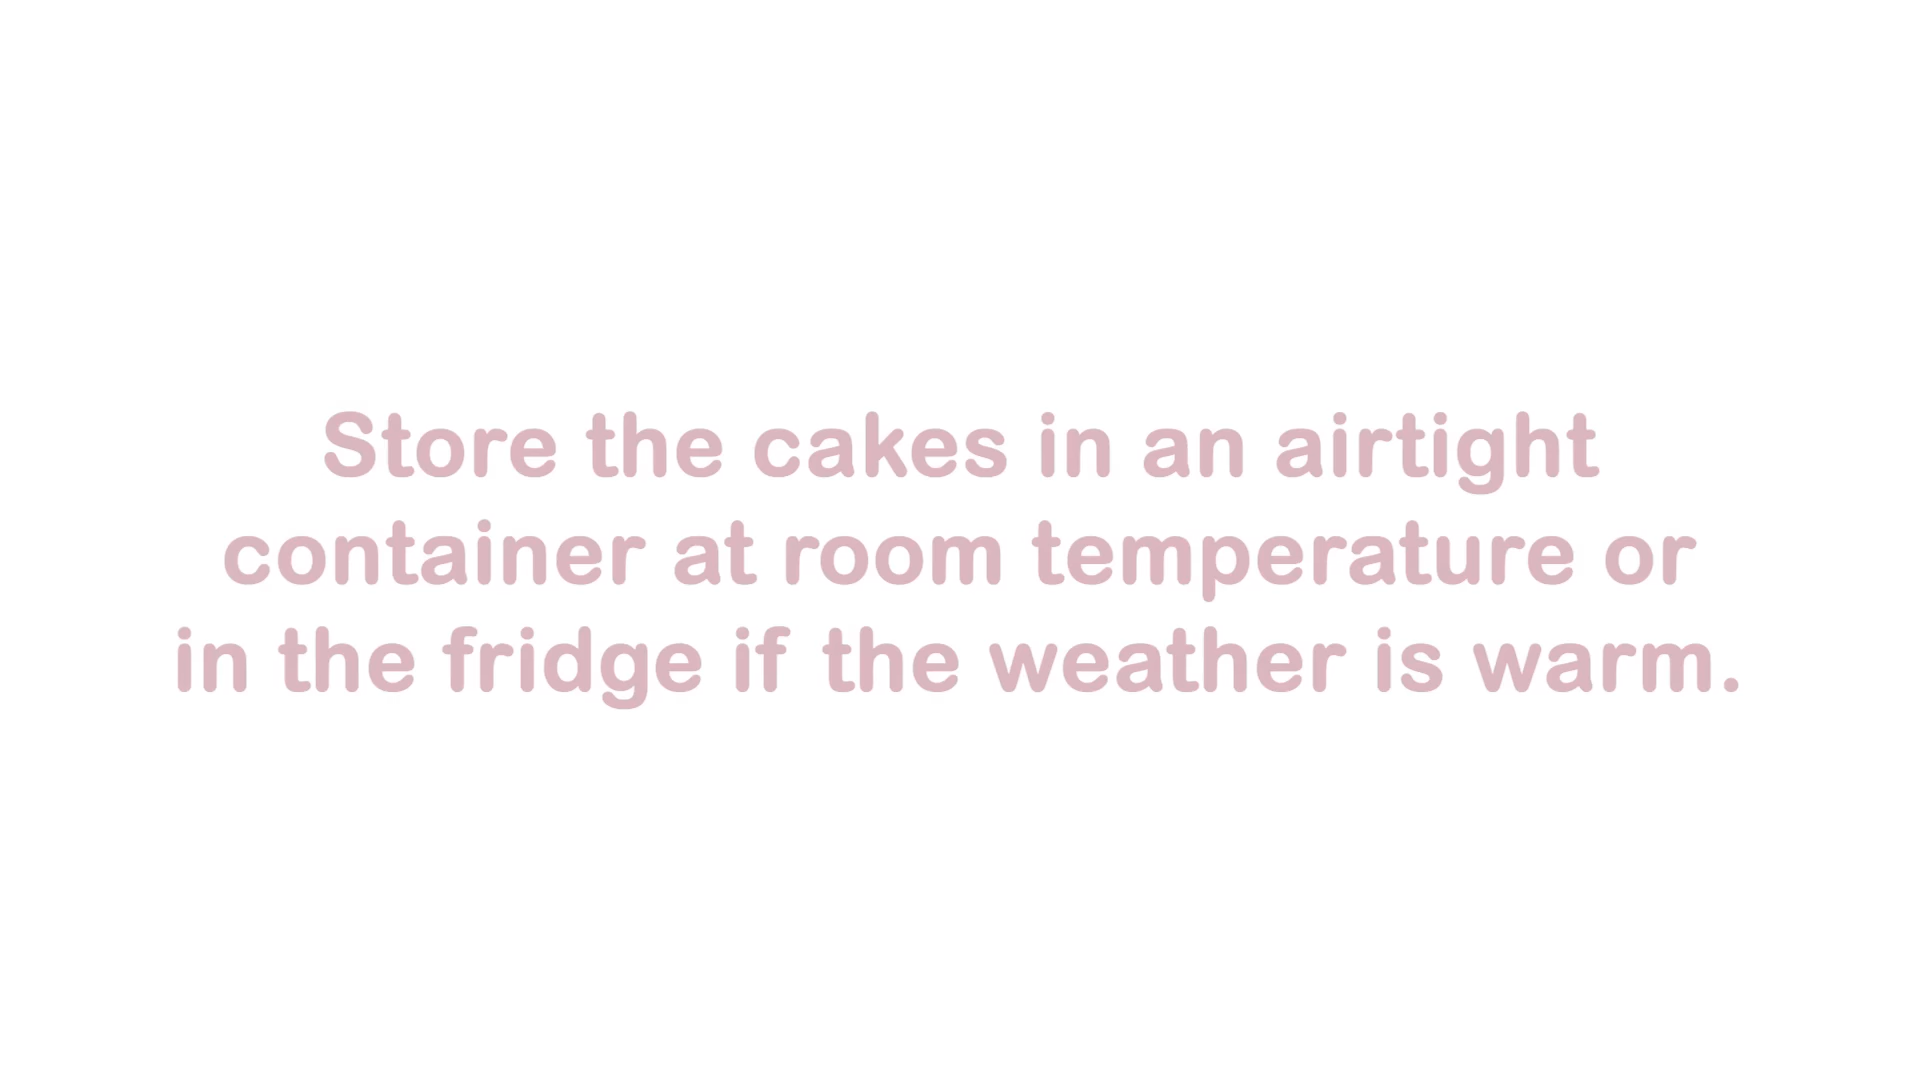 Store the cakes in an airtight
container at room temperature or
in the fridge if the weather is warm.